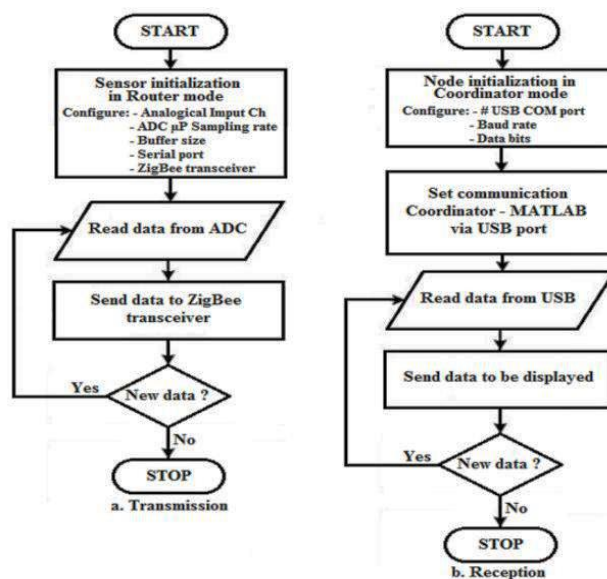 START
Sensor initialization
in Router mode
Configure: - Analogical Imput Ch
- ADC µP Sampling rate
- Buffer size
- Serial port
- ZigBee transceiver
Read data from ADC
Send data to ZigBee
transceiver
Yes
New data ?
No
STOP
a. Transmission
START
Node initialization in
Coordinator mode
Configure: - # USB COM port
- Baud rate
- Data bits
Set communication
Coordinator - MATLAB
via USB port
Read data from USB
Send data to be displayed
Yes
New data ?
No
STOP
b. Reception